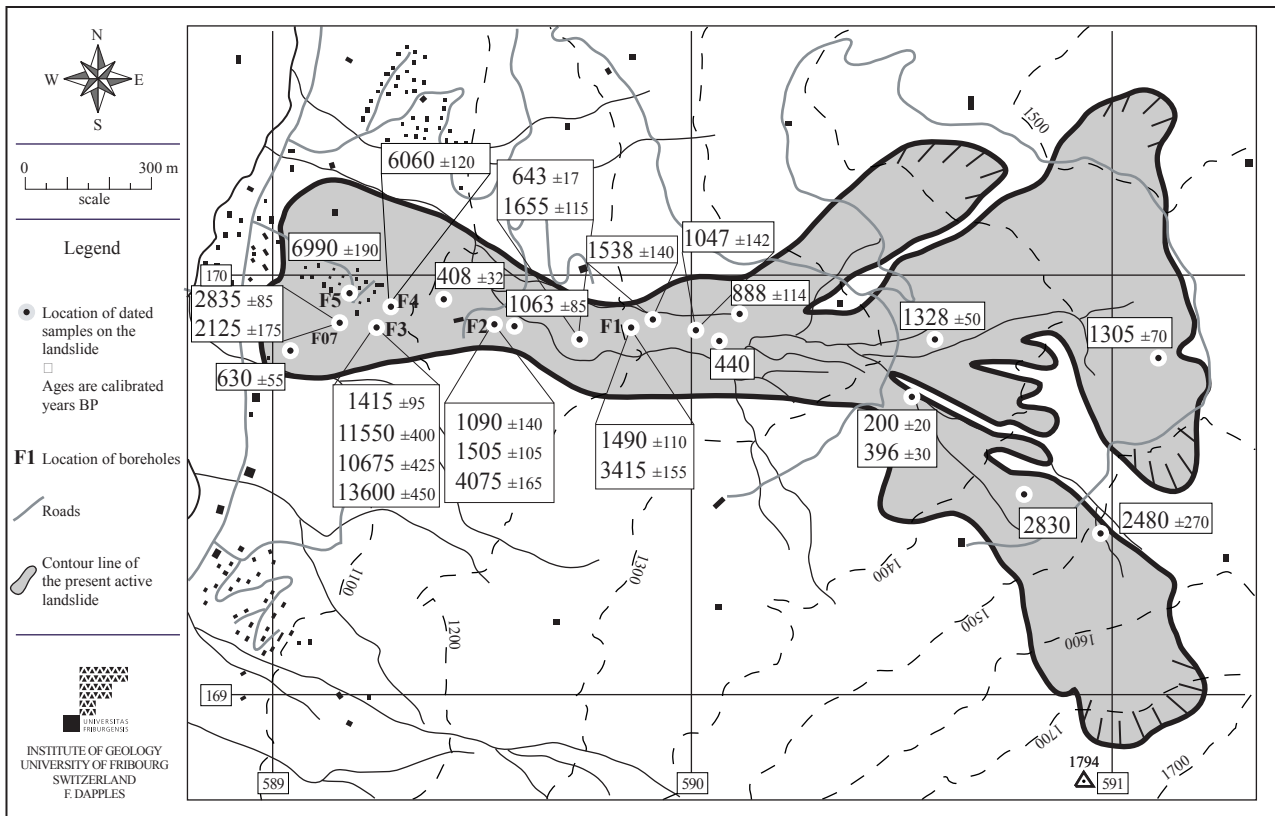 N
W
E
S
0
300 m
scale
Legend
Location of dated
samples on the
landslide
Ages are calibrated
years BP
F1 Location of boreholes
Roads
Contour line of
the present active
landslide
UNIVERSITAS
FRIBURGENSIS
INSTITUTE OF GEOLOGY
UNIVERSITY OF FRIBOURG
SWITZERLAND
F. DAPPLES
6060 ±120
643 ±17
1655 ±115
1538 ±140
1047 ±142
1500
6990 ±190
408 ±32
170
2835 ±85
2125 ±175
F5
F4
F07
F3
F2
1063 ±85
F1
888 ±114
440
1328 ±50
1305 ±70
630 ±55
1415 ±95
11550 ±400
10675 ±425
13600 ±450
1090 ±140
1505 ±105
4075 ±165
1490 ±110
3415 ±155
200 ±20
396 ±30
2830
2480 ±270
1100
1200
1300
1400
1500
1600
1700
1700
169
1794
589
590
591